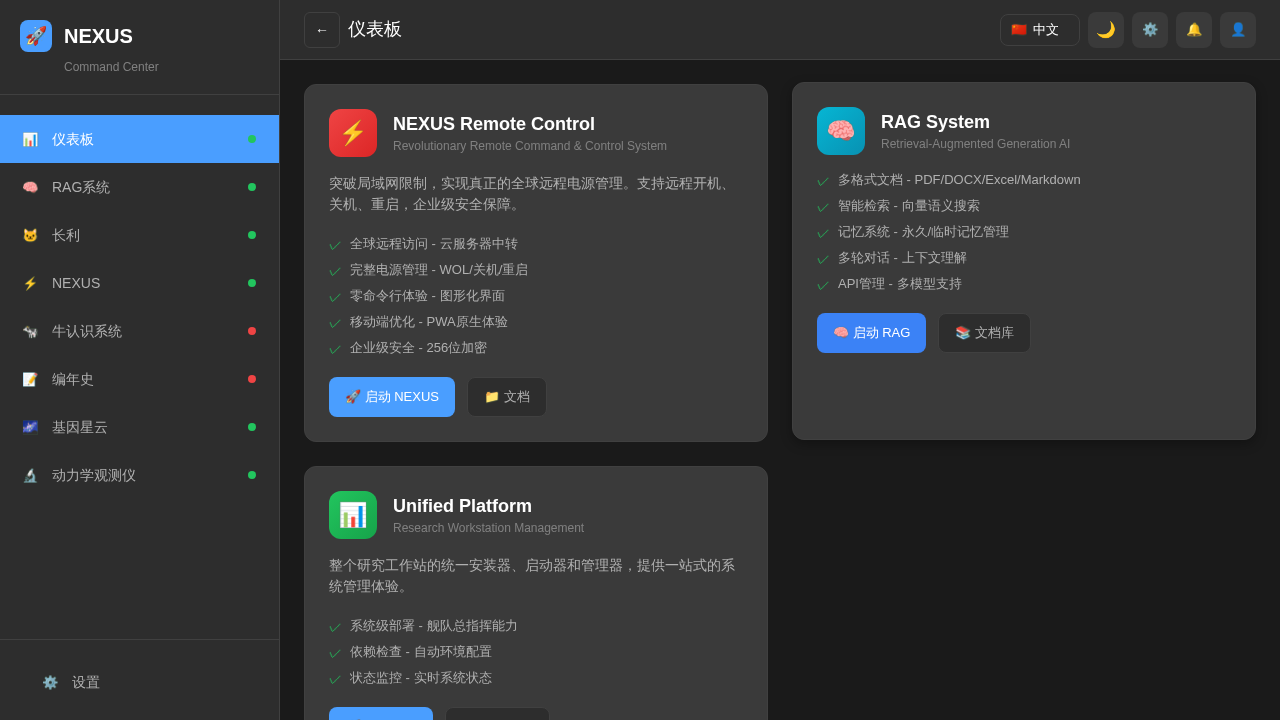 NEXUS
Command Center
仪表板
RAG系统
长利
NEXUS
牛认识系统
编年史
基因星云
动力学观测仪
设置
← 仪表板
中文
NEXUS Remote Control
Revolutionary Remote Command & Control System
突破局域网限制，实现真正的全球远程电源管理。支持远程开机、
关机、重启，企业级安全保障。
✓ 全球远程访问 - 云服务器中转
✓ 完整电源管理 - WOL/关机/重启
✓ 零命令行体验 - 图形化界面
✓ 移动端优化 - PWA原生体验
✓ 企业级安全 - 256位加密
启动 NEXUS
文档
RAG System
Retrieval-Augmented Generation AI
✓ 多格式文档 - PDF/DOCX/Excel/Markdown
✓ 智能检索 - 向量语义搜索
✓ 记忆系统 - 永久/临时记忆管理
✓ 多轮对话 - 上下文理解
✓ API管理 - 多模型支持
启动 RAG
文档库
Unified Platform
Research Workstation Management
整个研究工作站的统一安装器、启动器和管理器，提供一站式的系
统管理体验。
✓ 系统级部署 - 舰队总指挥能力
✓ 依赖检查 - 自动环境配置
✓ 状态监控 - 实时系统状态